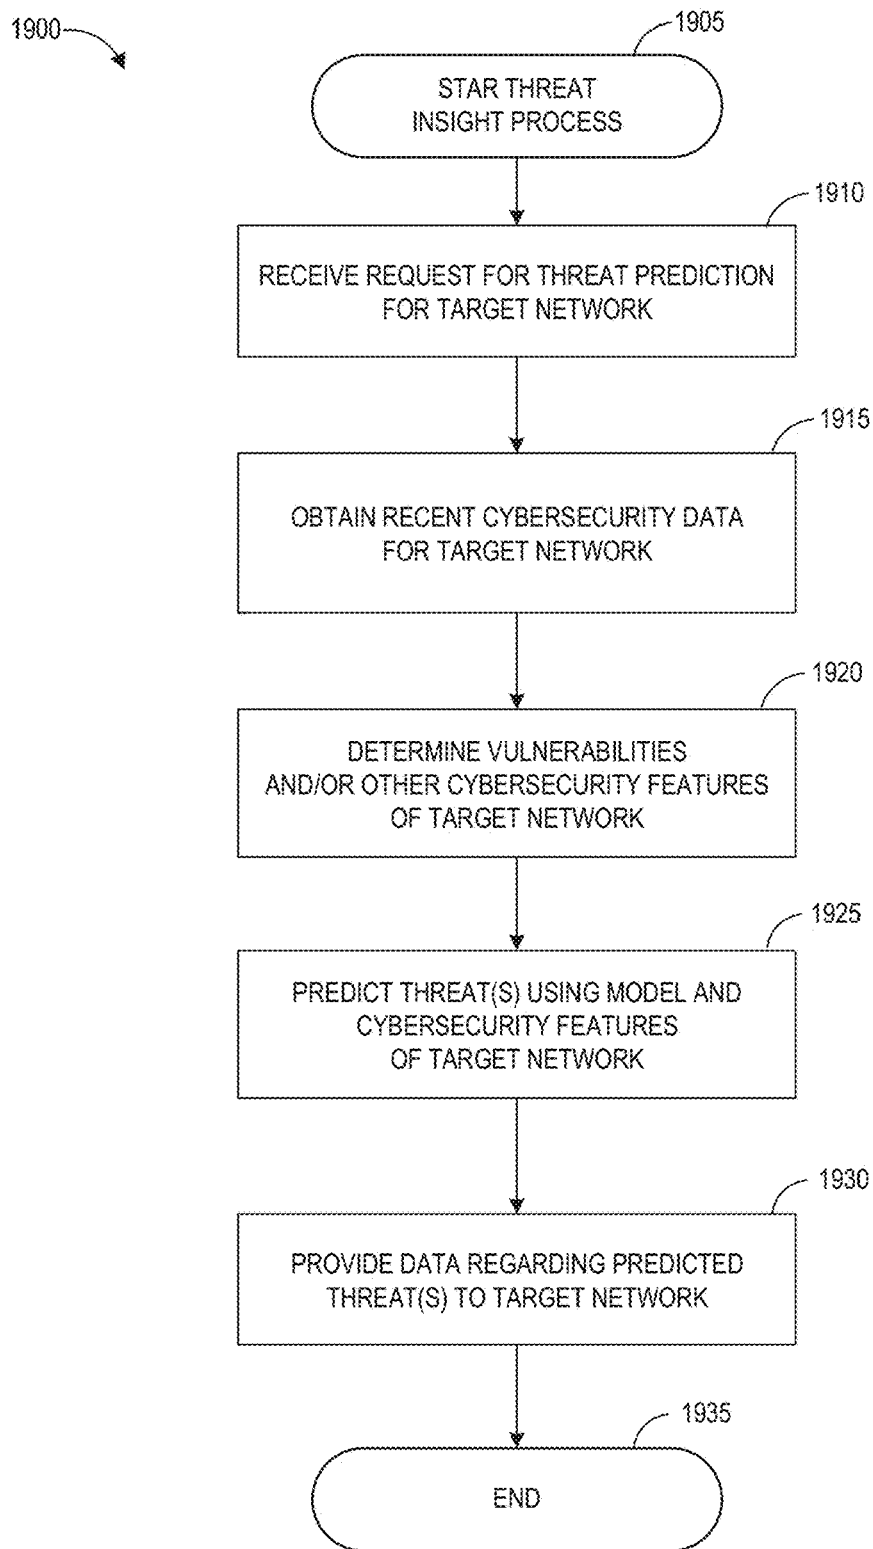 1900
1905
STAR THREAT
INSIGHT PROCESS
1910
RECEIVE REQUEST FOR THREAT PREDICTION
FOR TARGET NETWORK
1915
OBTAIN RECENT CYBERSECURITY DATA
FOR TARGET NETWORK
1920
DETERMINE VULNERABILITIES
AND/OR OTHER CYBERSECURITY FEATURES
OF TARGET NETWORK
1925
PREDICT THREAT(S) USING MODEL AND
CYBERSECURITY FEATURES
OF TARGET NETWORK
1930
PROVIDE DATA REGARDING PREDICTED
THREAT(S) TO TARGET NETWORK
1935
END